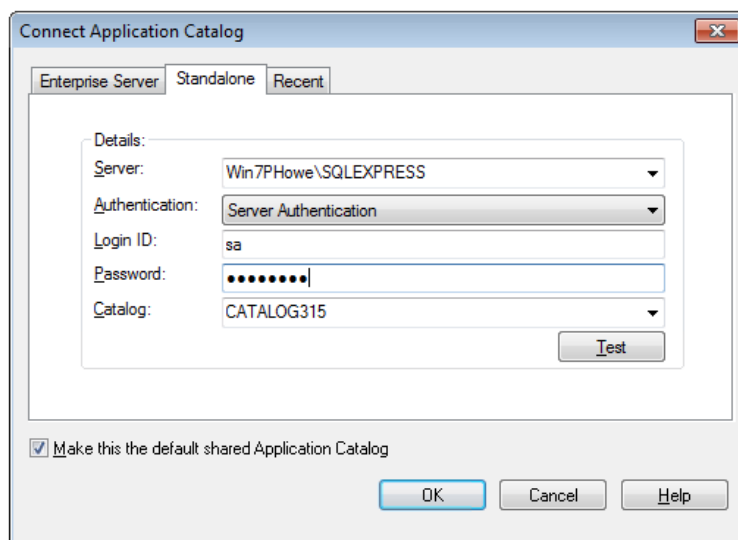 Connect Application Catalog
Enterprise Server Standalone Recent
Details:
Server: Win7PHowe\SQLEXPRESS
Authentication: Server Authentication
Login ID: sa
Password: ●●●●●●●●
Catalog: CATALOG315
Test
Make this the default shared Application Catalog
OK Cancel Help